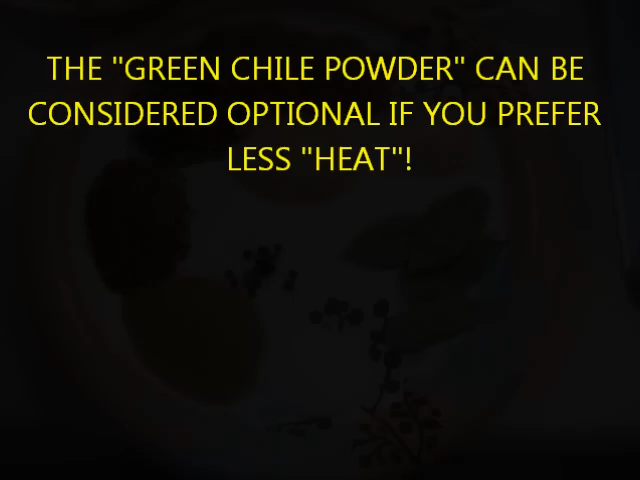 THE "GREEN CHILE POWDER" CAN BE
CONSIDERED OPTIONAL IF YOU PREFER
LESS "HEAT"!